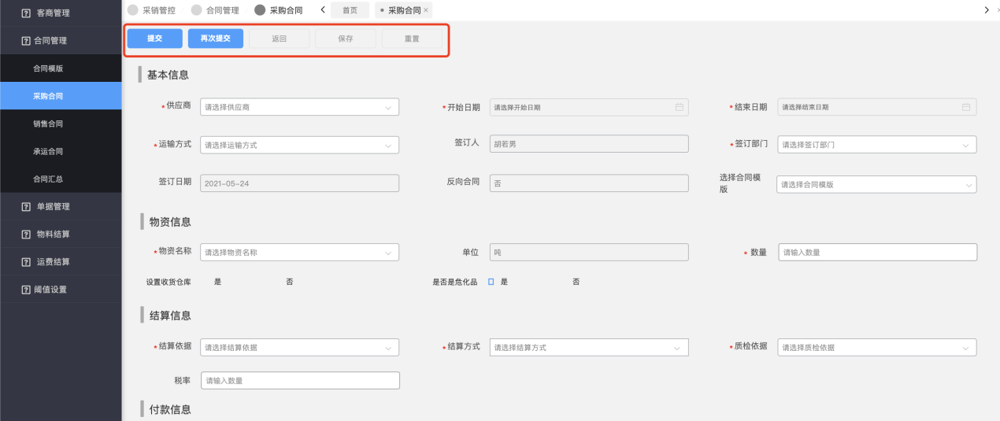 客商管理
合同管理
合同模版
采购合同
销售合同
承运合同
合同汇总
单据管理
物料结算
运费结算
阈值设置
采销管控 合同管理 采购合同 首页 采购合同
提交 再次提交 返回 保存 重置
基本信息
*供应商 请选择供应商 *开始日期 请选择开始日期 *结束日期 请选择结束日期
*运输方式 请选择运输方式 签订人 胡若男 *签订部门 请选择签订部门
签订日期 2021-05-24 反向合同 否 选择合同模版 请选择合同模版
物资信息
*物资名称 请选择物资名称 单位 吨 *数量 请输入数量
设置收货仓库 是 否 是否是危化品 是 否
结算信息
*结算依据 请选择结算依据 *结算方式 请选择结算方式 *质检依据 请选择质检依据
税率 请输入数量
付款信息